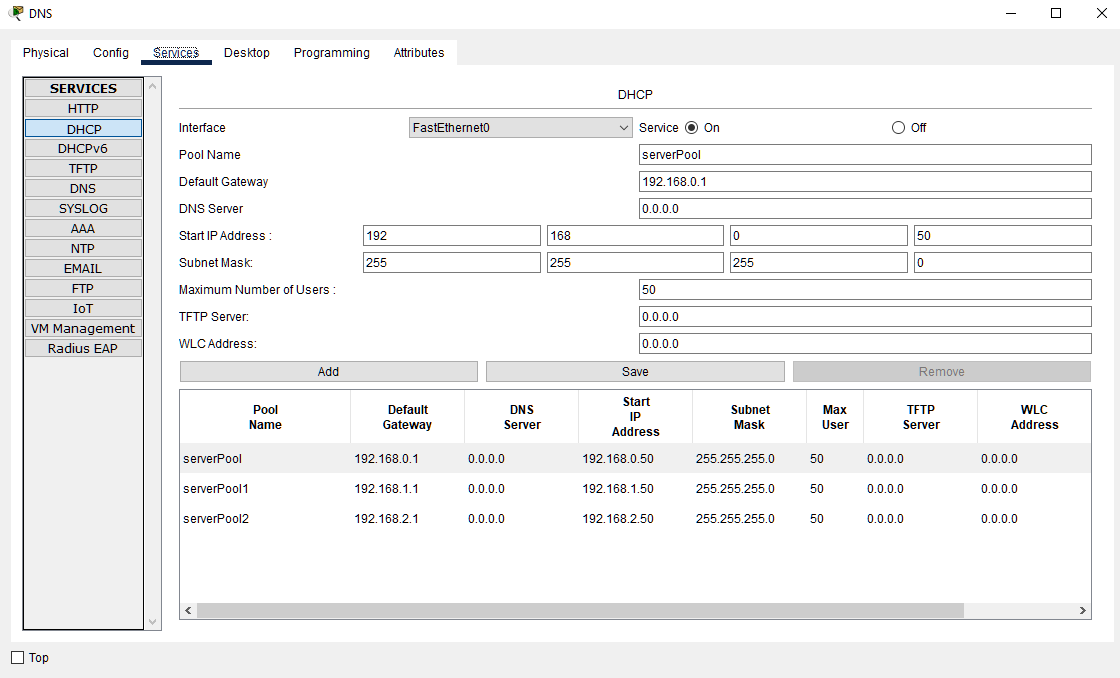 DNS
Physical Config Services Desktop Programming Attributes
SERVICES
HTTP
DHCP
DHCPv6
TFTP
DNS
SYSLOG
AAA
NTP
EMAIL
FTP
IoT
VM Management
Radius EAP
DHCP
Interface FastEthernet0 Service On Off
Pool Name serverPool
Default Gateway 192.168.0.1
DNS Server 0.0.0.0
Start IP Address : 192 168 0 50
Subnet Mask: 255 255 255 0
Maximum Number of Users : 50
TFTP Server: 0.0.0.0
WLC Address: 0.0.0.0
Add Save Remove
Pool Name Default Gateway DNS Server Start IP Address Subnet Mask Max User TFTP Server WLC Address
serverPool 192.168.0.1 0.0.0.0 192.168.0.50 255.255.255.0 50 0.0.0.0 0.0.0.0
serverPool1 192.168.1.1 0.0.0.0 192.168.1.50 255.255.255.0 50 0.0.0.0 0.0.0.0
serverPool2 192.168.2.1 0.0.0.0 192.168.2.50 255.255.255.0 50 0.0.0.0 0.0.0.0
Top